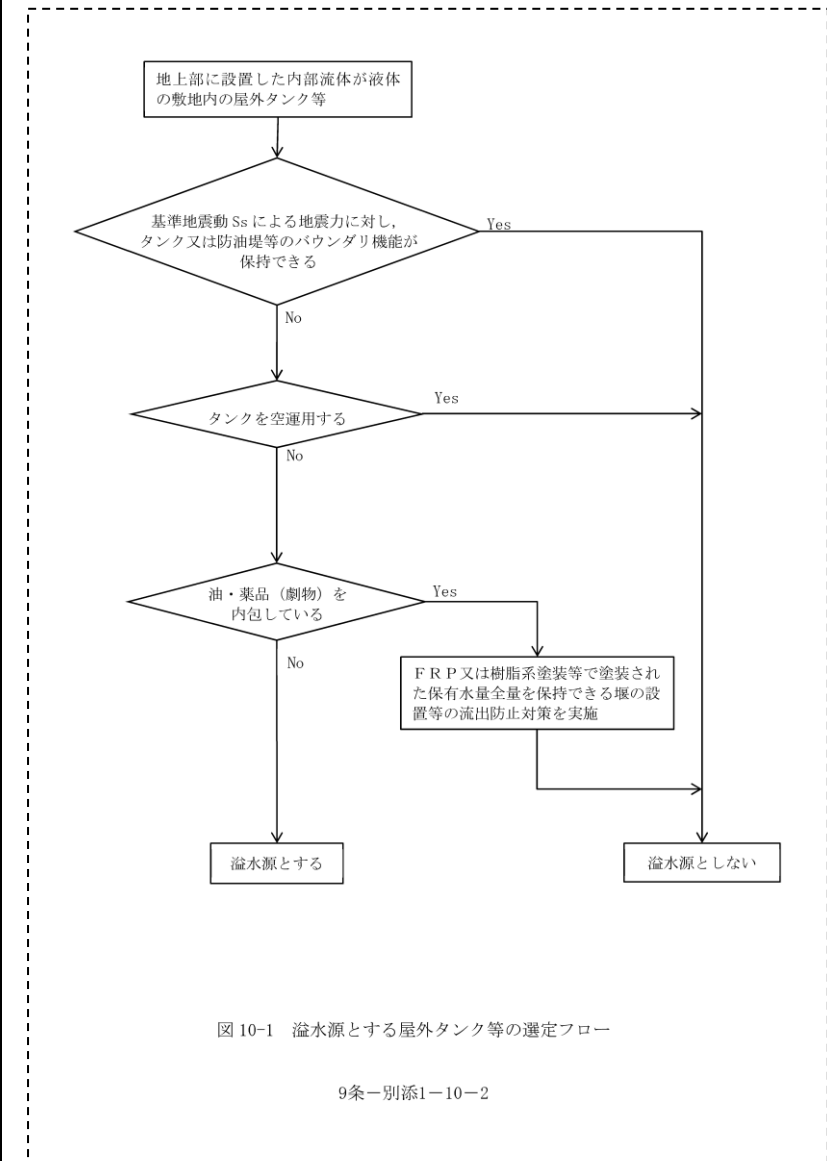 地上部に設置した内部流体が液体
の敷地内の屋外タンク等
基準地震動 Ss による地震力に対し，
タンク又は防油堤等のバウンダリ機能が
保持できる
Yes
No
タンクを空運用する
Yes
No
油・薬品（劇物）を
内包している
Yes
No
ＦＲＰ又は樹脂系塗装等で塗装され
た保有水量全量を保持できる堰の設
置等の流出防止対策を実施
溢水源とする
溢水源としない
図 10-1　溢水源とする屋外タンク等の選定フロー
9条－別添1－10－2